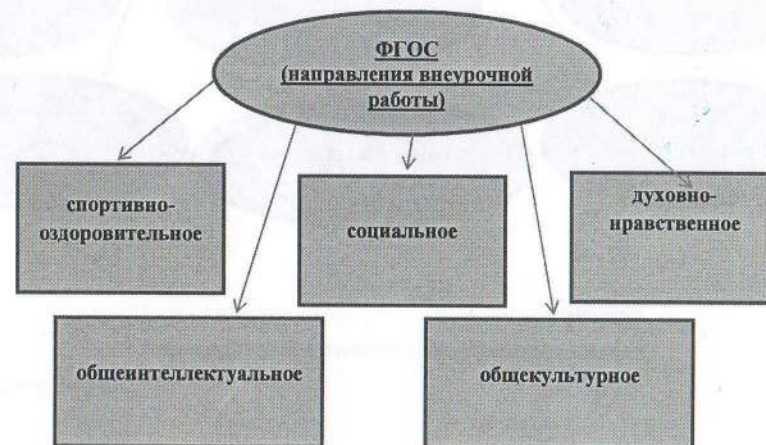 ФГОС
(направления внеурочной
работы)
спортивно-
оздоровительное
социальное
духовно-
нравственное
общеинтеллектуальное
общекультурное